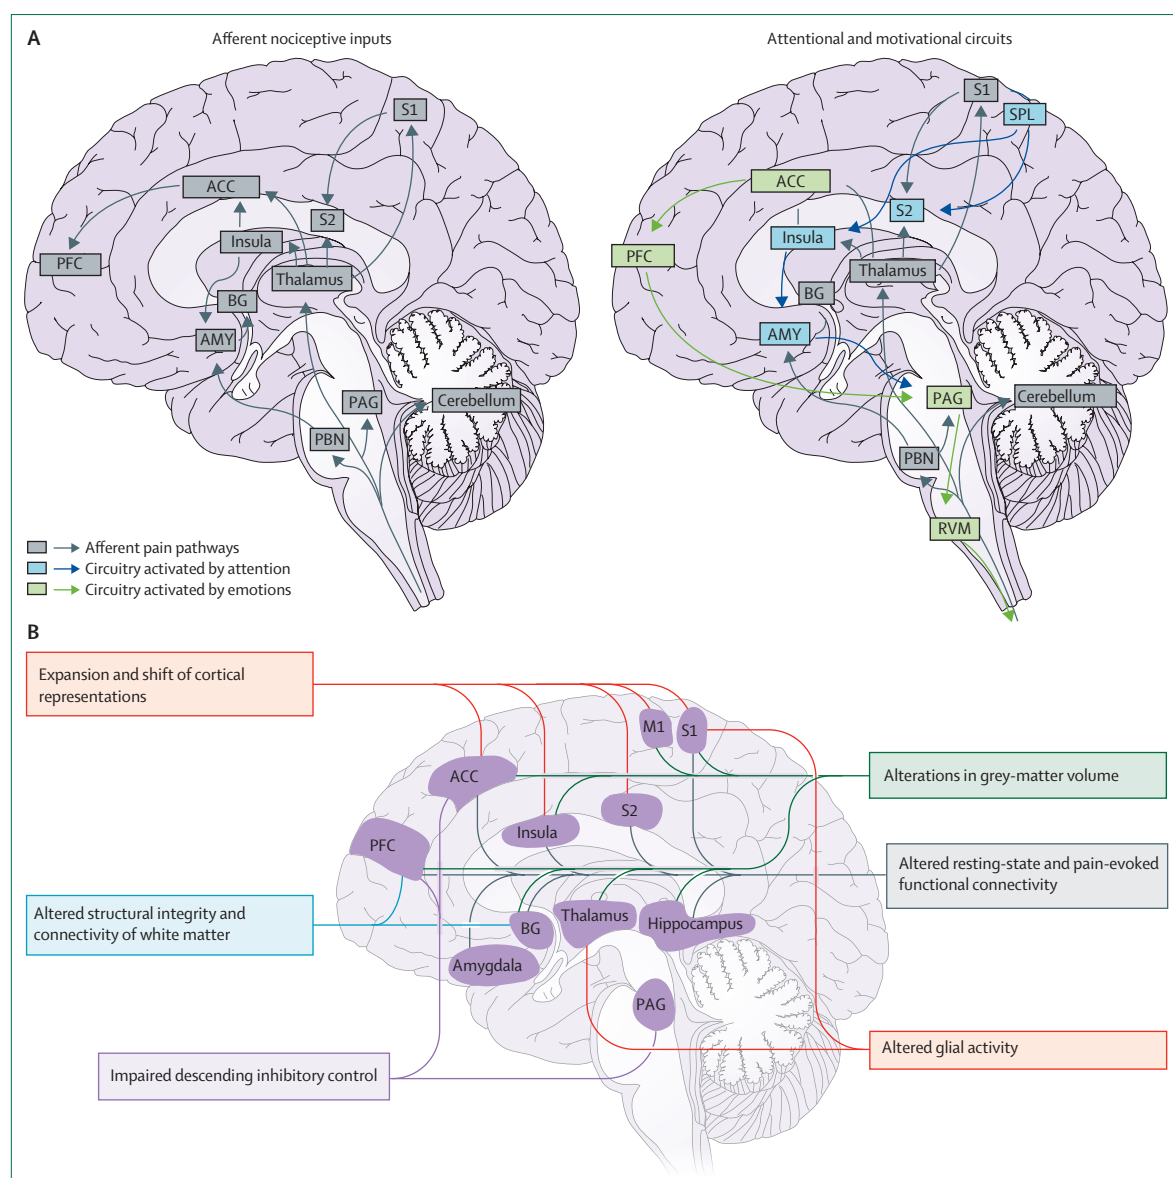 A
Afferent nociceptive inputs
Attentional and motivational circuits
S1
ACC
S2
Insula
PFC
Thalamus
BG
AMY
PAG
Cerebellum
PBN
S1
SPL
ACC
S2
Insula
PFC
Thalamus
BG
AMY
PAG
Cerebellum
PBN
RVM
Afferent pain pathways
Circuitry activated by attention
Circuitry activated by emotions
B
Expansion and shift of cortical
representations
M1
S1
ACC
Alterations in grey-matter volume
S2
Insula
PFC
Altered resting-state and pain-evoked
functional connectivity
Altered structural integrity and
connectivity of white matter
Thalamus
BG
Hippocampus
Amygdala
PAG
Altered glial activity
Impaired descending inhibitory control